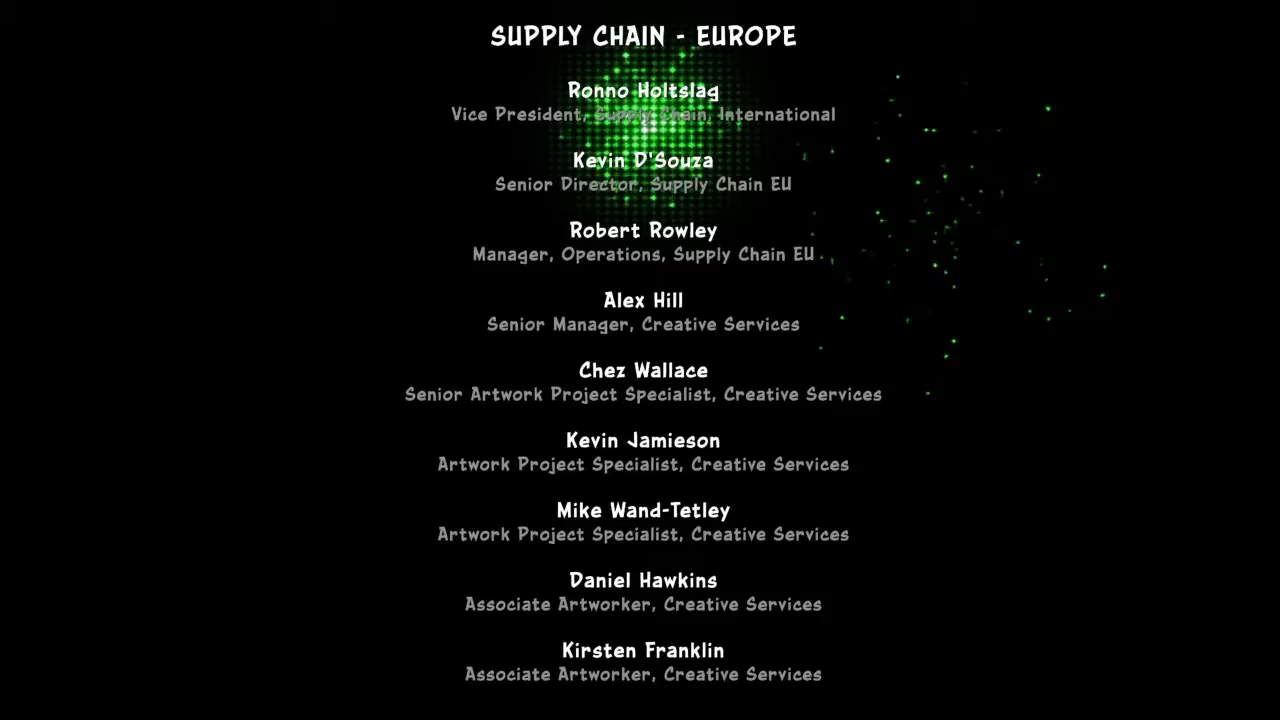 SUPPLY CHAIN - EUROPE
Ronno Holtslag
Vice President, Supply Chain, International
Kevin D'Souza
Senior Director, Supply Chain EU
Robert Rowley
Manager, Operations, Supply Chain EU
Alex Hill
Senior Manager, Creative Services
Chez Wallace
Senior Artwork Project Specialist, Creative Services
Kevin Jamieson
Artwork Project Specialist, Creative Services
Mike Wand-Tetley
Artwork Project Specialist, Creative Services
Daniel Hawkins
Associate Artworker, Creative Services
Kirsten Franklin
Associate Artworker, Creative Services